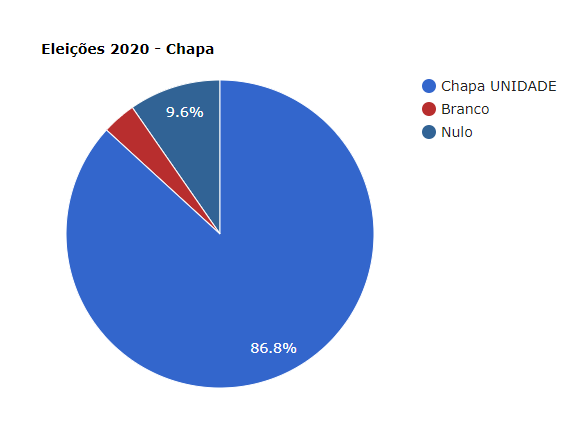 Eleições 2020 - Chapa
Chapa UNIDADE
Branco
Nulo
9.6%
86.8%